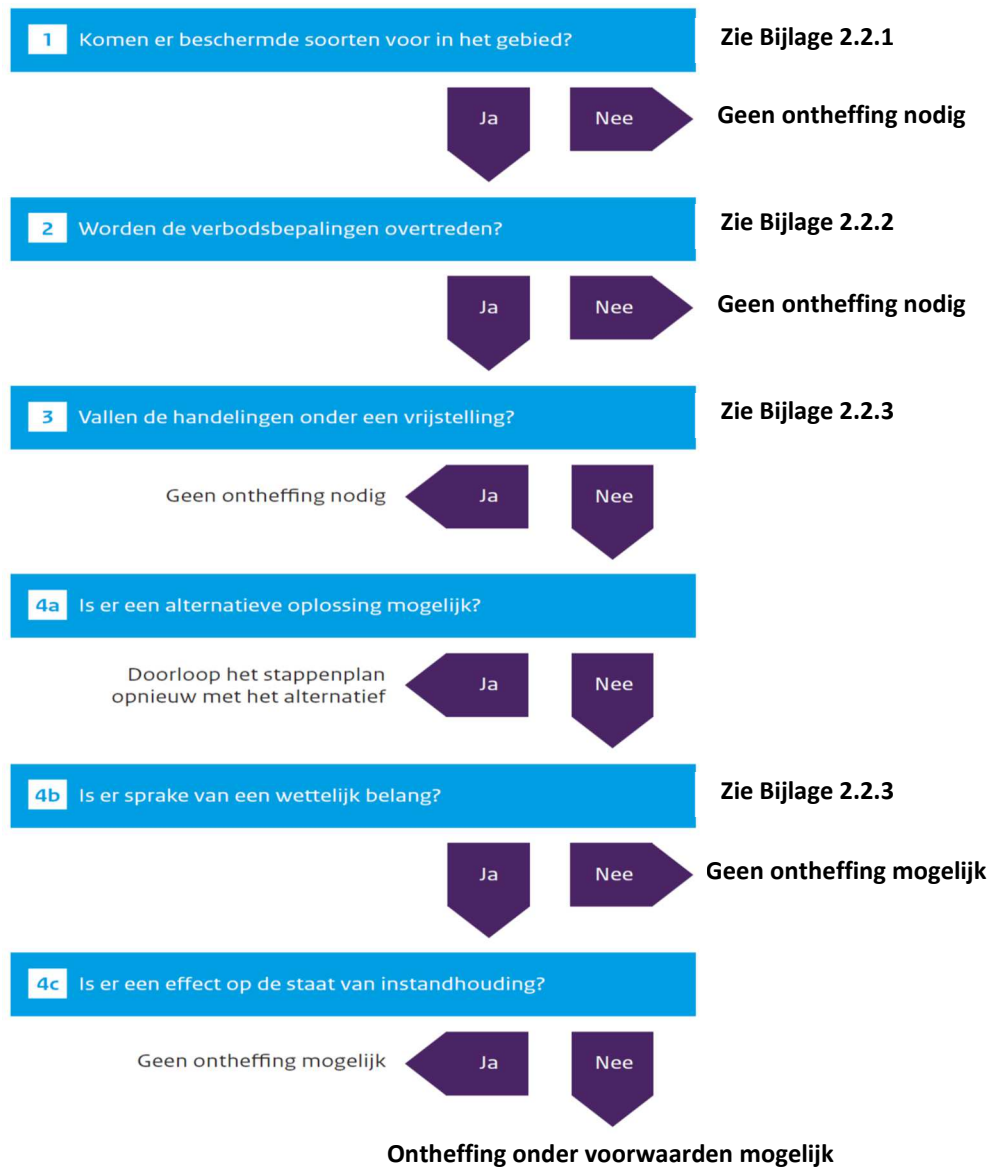 1 Komen er beschermde soorten voor in het gebied? Zie Bijlage 2.2.1
Ja Nee Geen ontheffing nodig
2 Worden de verbodsbepalingen overtreden? Zie Bijlage 2.2.2
Ja Nee Geen ontheffing nodig
3 Vallen de handelingen onder een vrijstelling? Zie Bijlage 2.2.3
Geen ontheffing nodig Ja Nee
4a Is er een alternatieve oplossing mogelijk?
Doorloop het stappenplan
opnieuw met het alternatief Ja Nee
4b Is er sprake van een wettelijk belang? Zie Bijlage 2.2.3
Ja Nee Geen ontheffing mogelijk
4c Is er een effect op de staat van instandhouding?
Geen ontheffing mogelijk Ja Nee
Ontheffing onder voorwaarden mogelijk